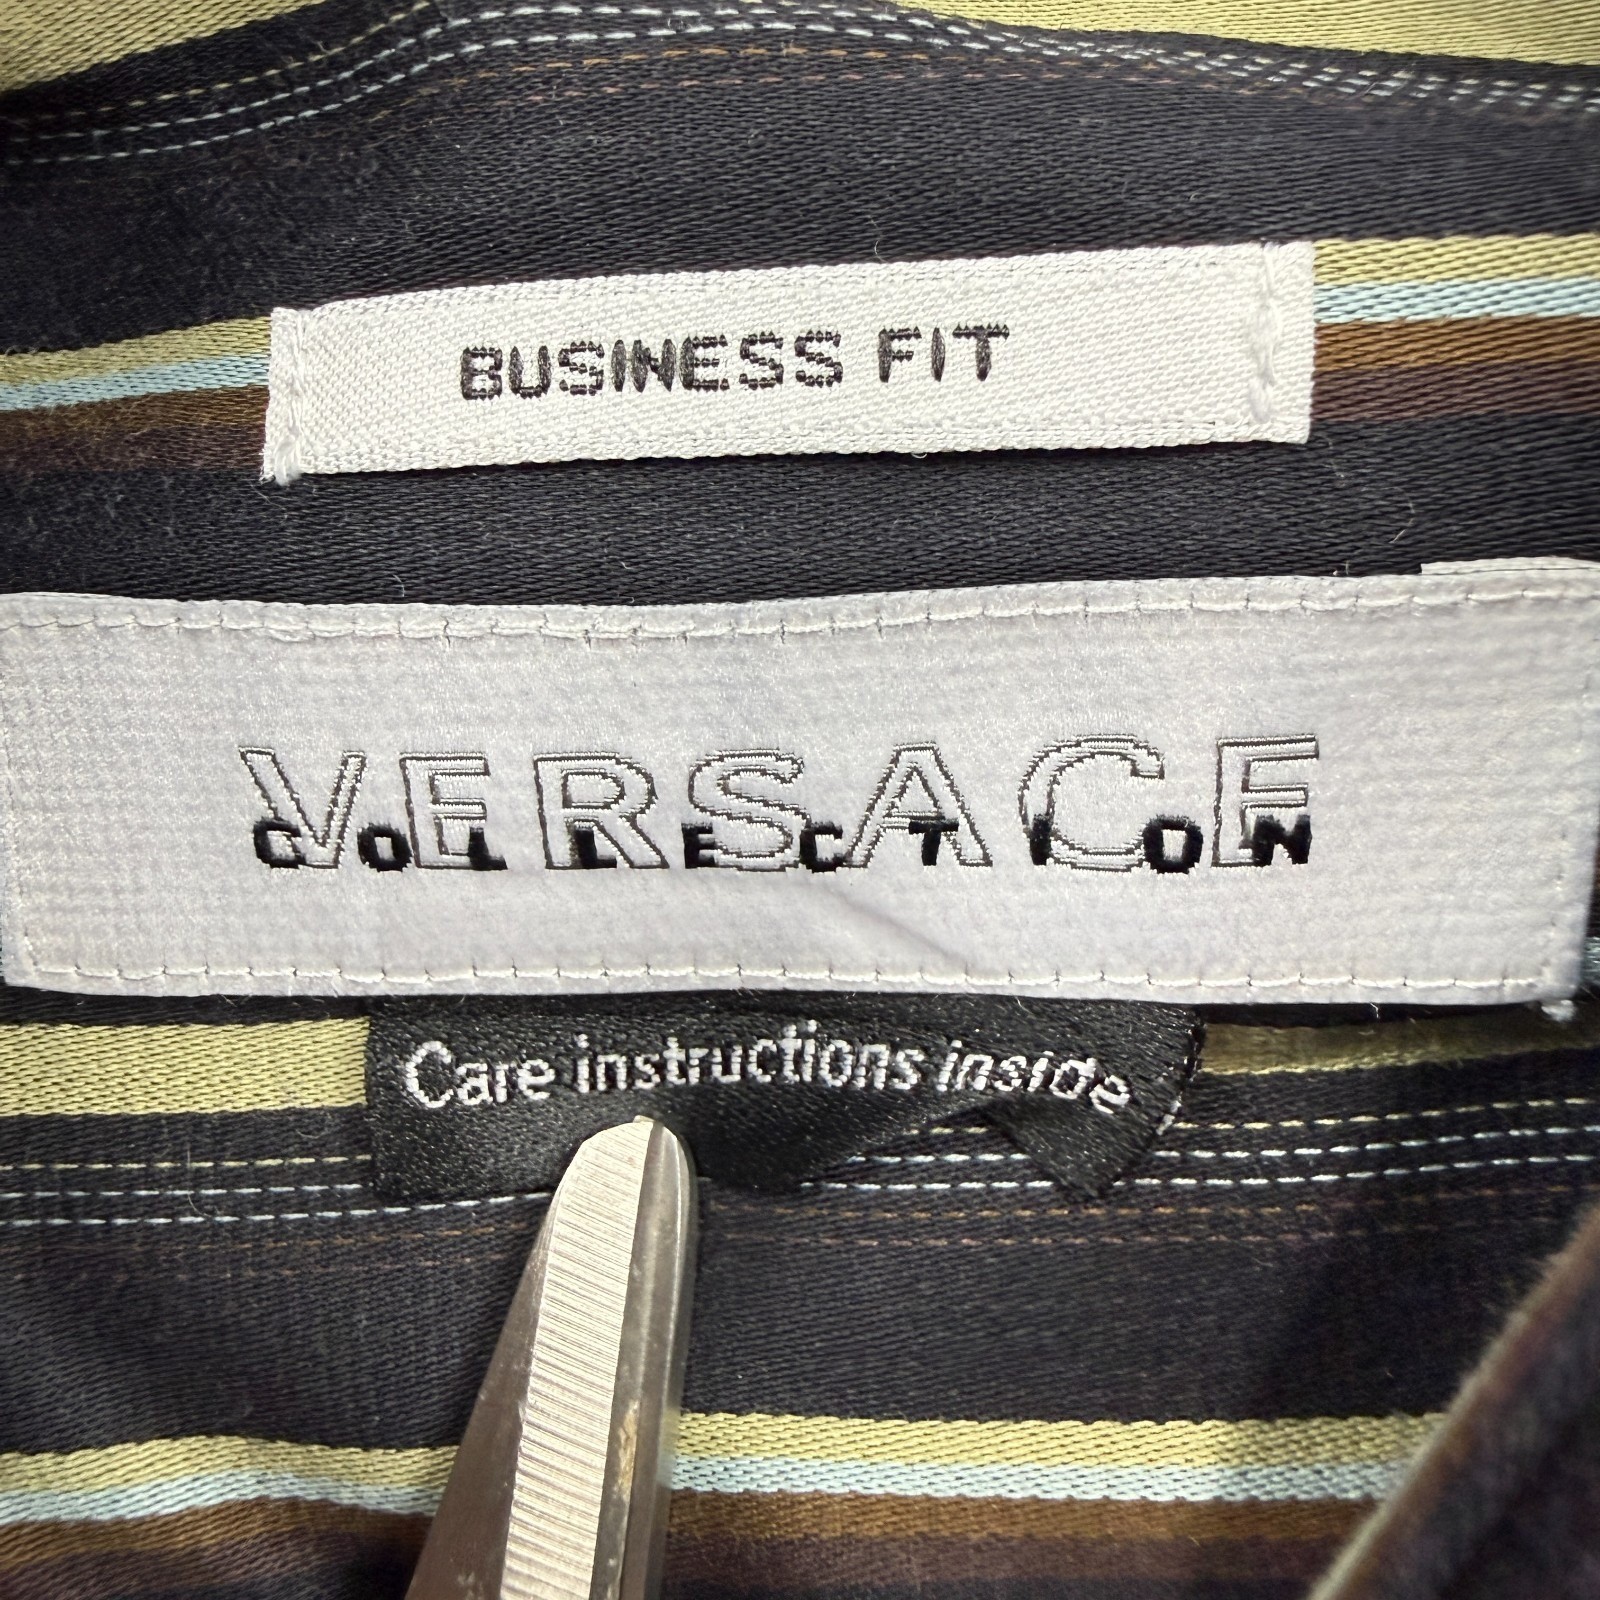 BUSINESS FIT
VERSACE
COLLECTION
Care instructions inside